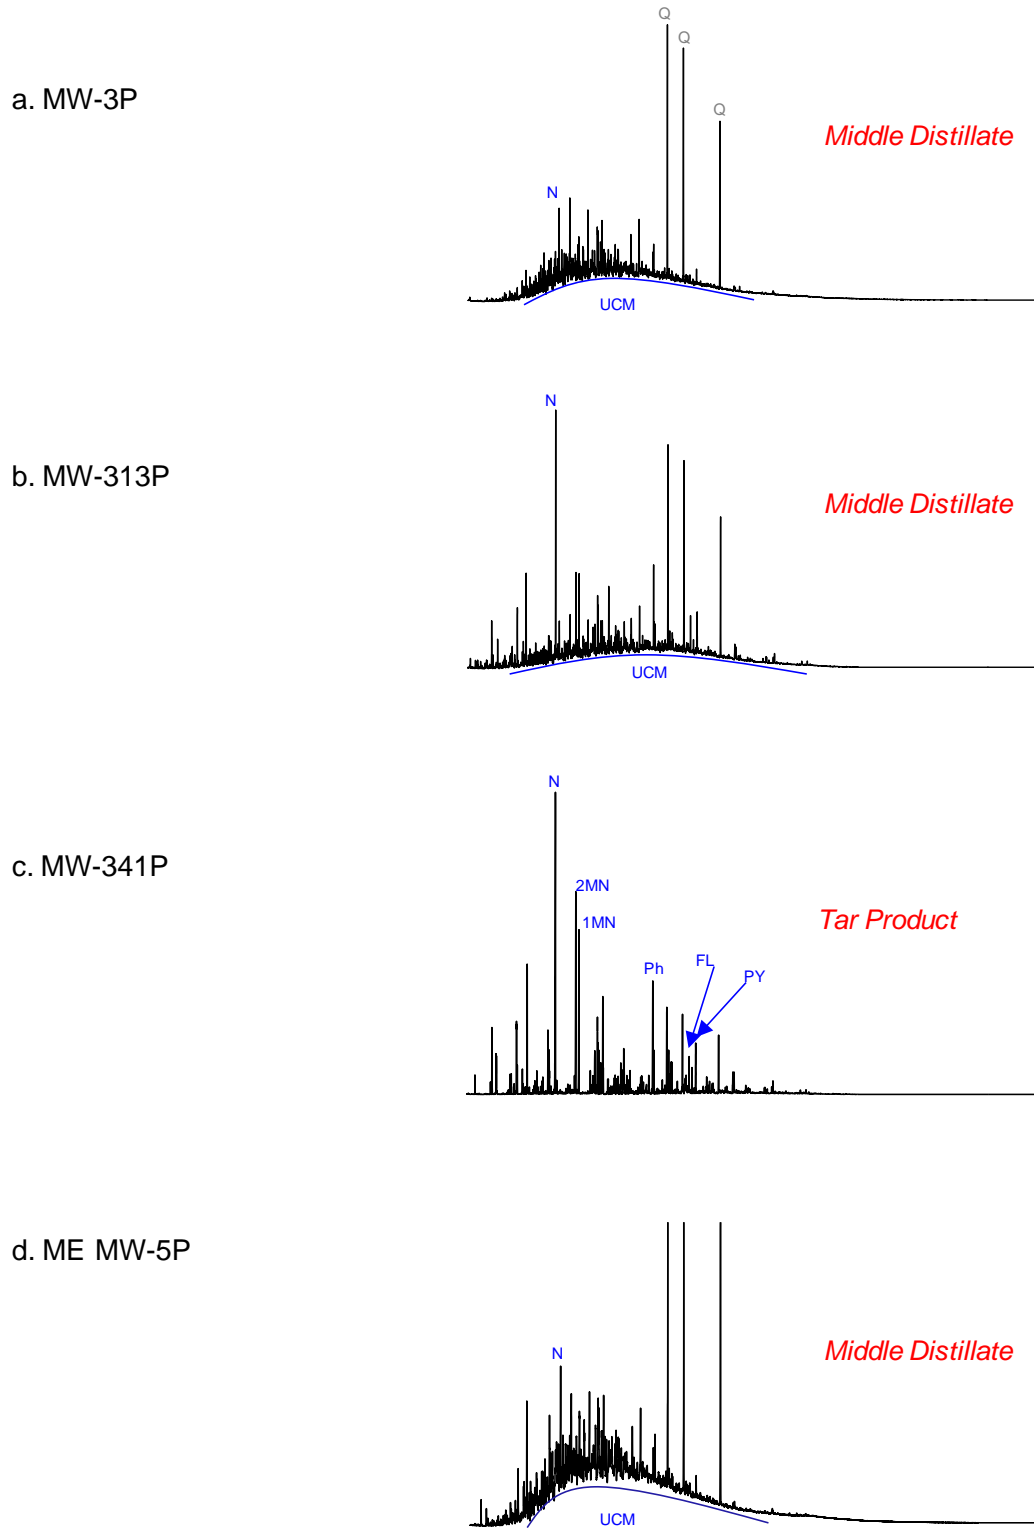 Q
Q
a. MW-3P
Q
Middle Distillate
N
UCM
N
b. MW-313P
Middle Distillate
UCM
N
c. MW-341P
2MN
1MN
Tar Product
Ph
FL
PY
d. ME MW-5P
N
Middle Distillate
UCM